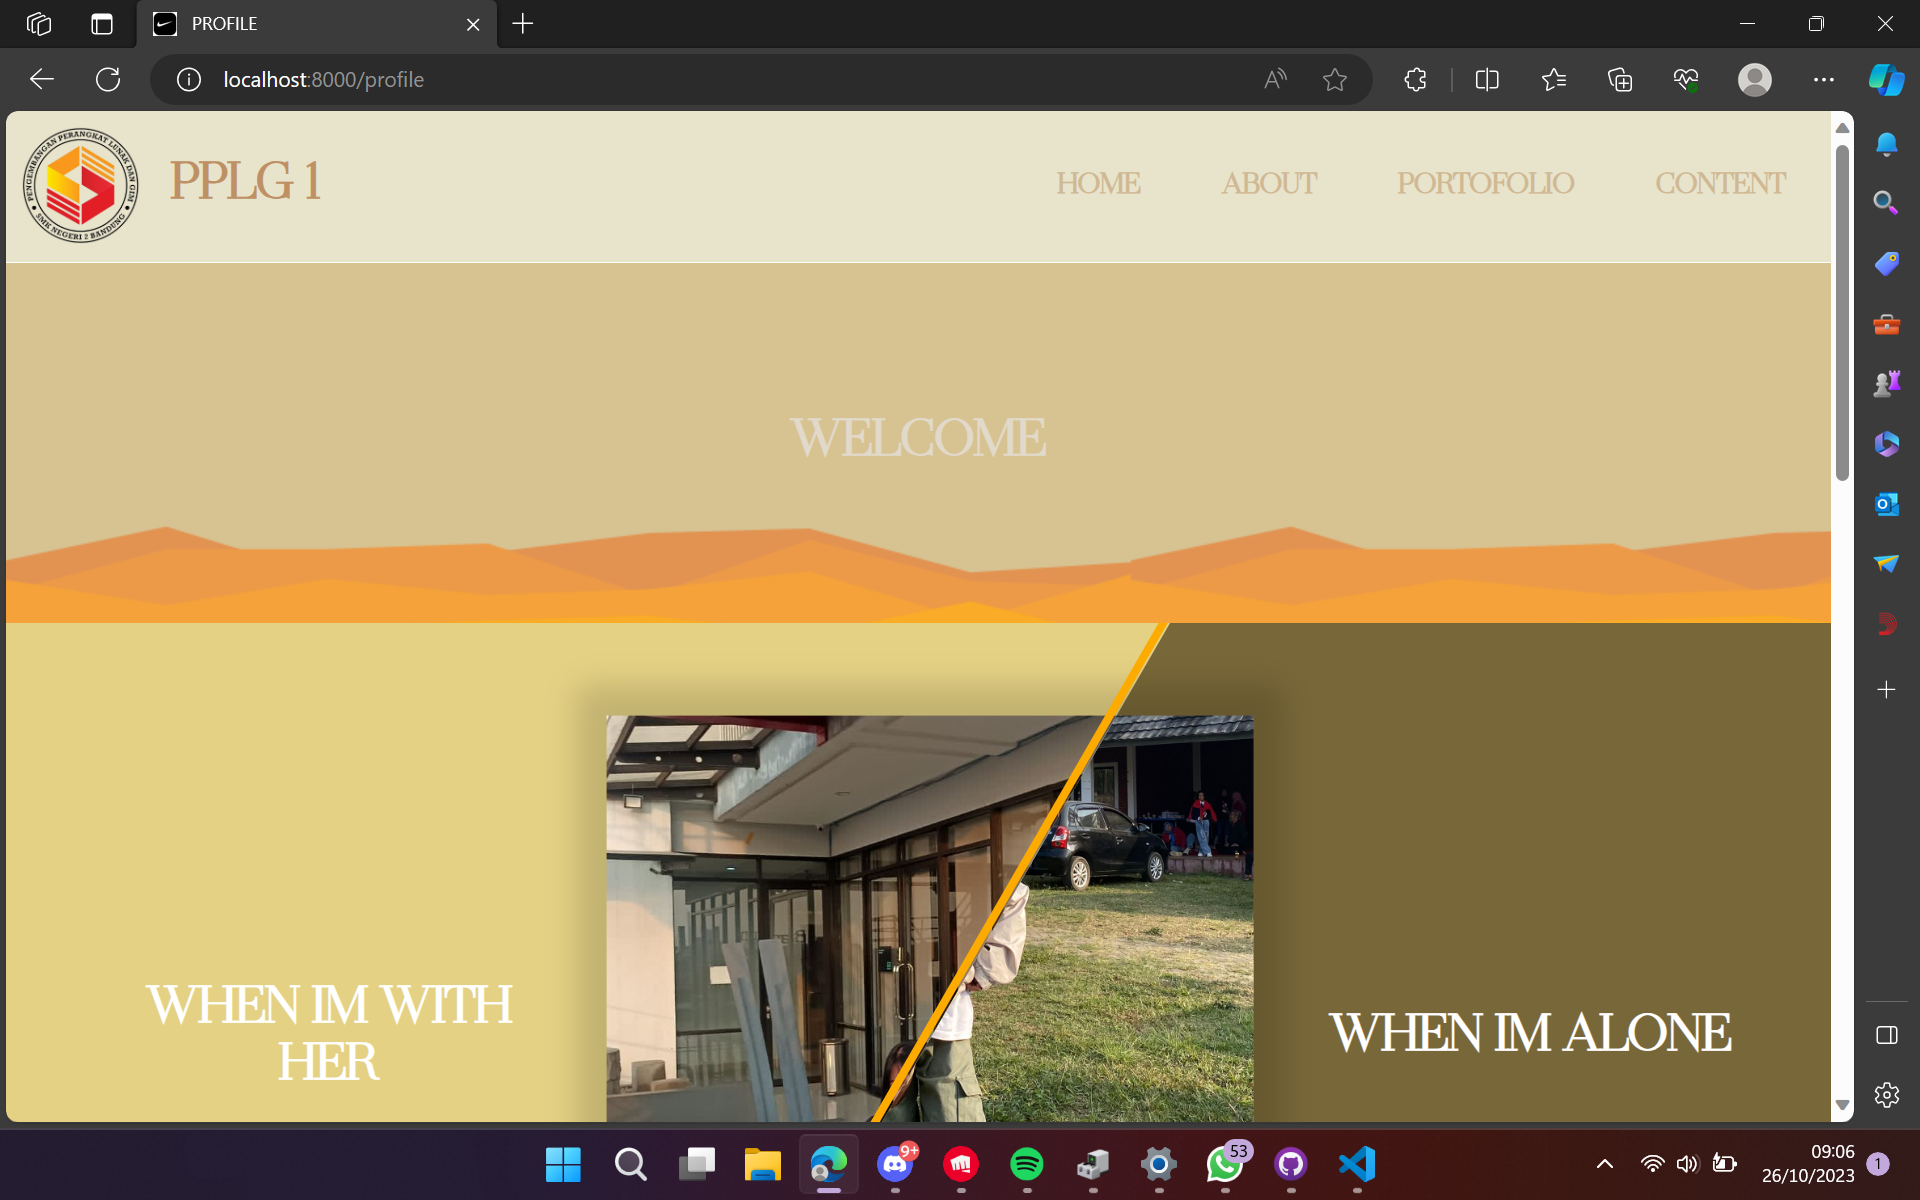 PROFILE
localhost:8000/profile
PENGEMBANGAN PERANGKAT LUNAK DAN GIM
SMK NEGERI 2 BANDUNG
PPLG 1
HOME ABOUT PORTOFOLIO CONTENT
WELCOME
WHEN IM WITH
HER
WHEN IM ALONE
9+
53
09:06
26/10/2023
1